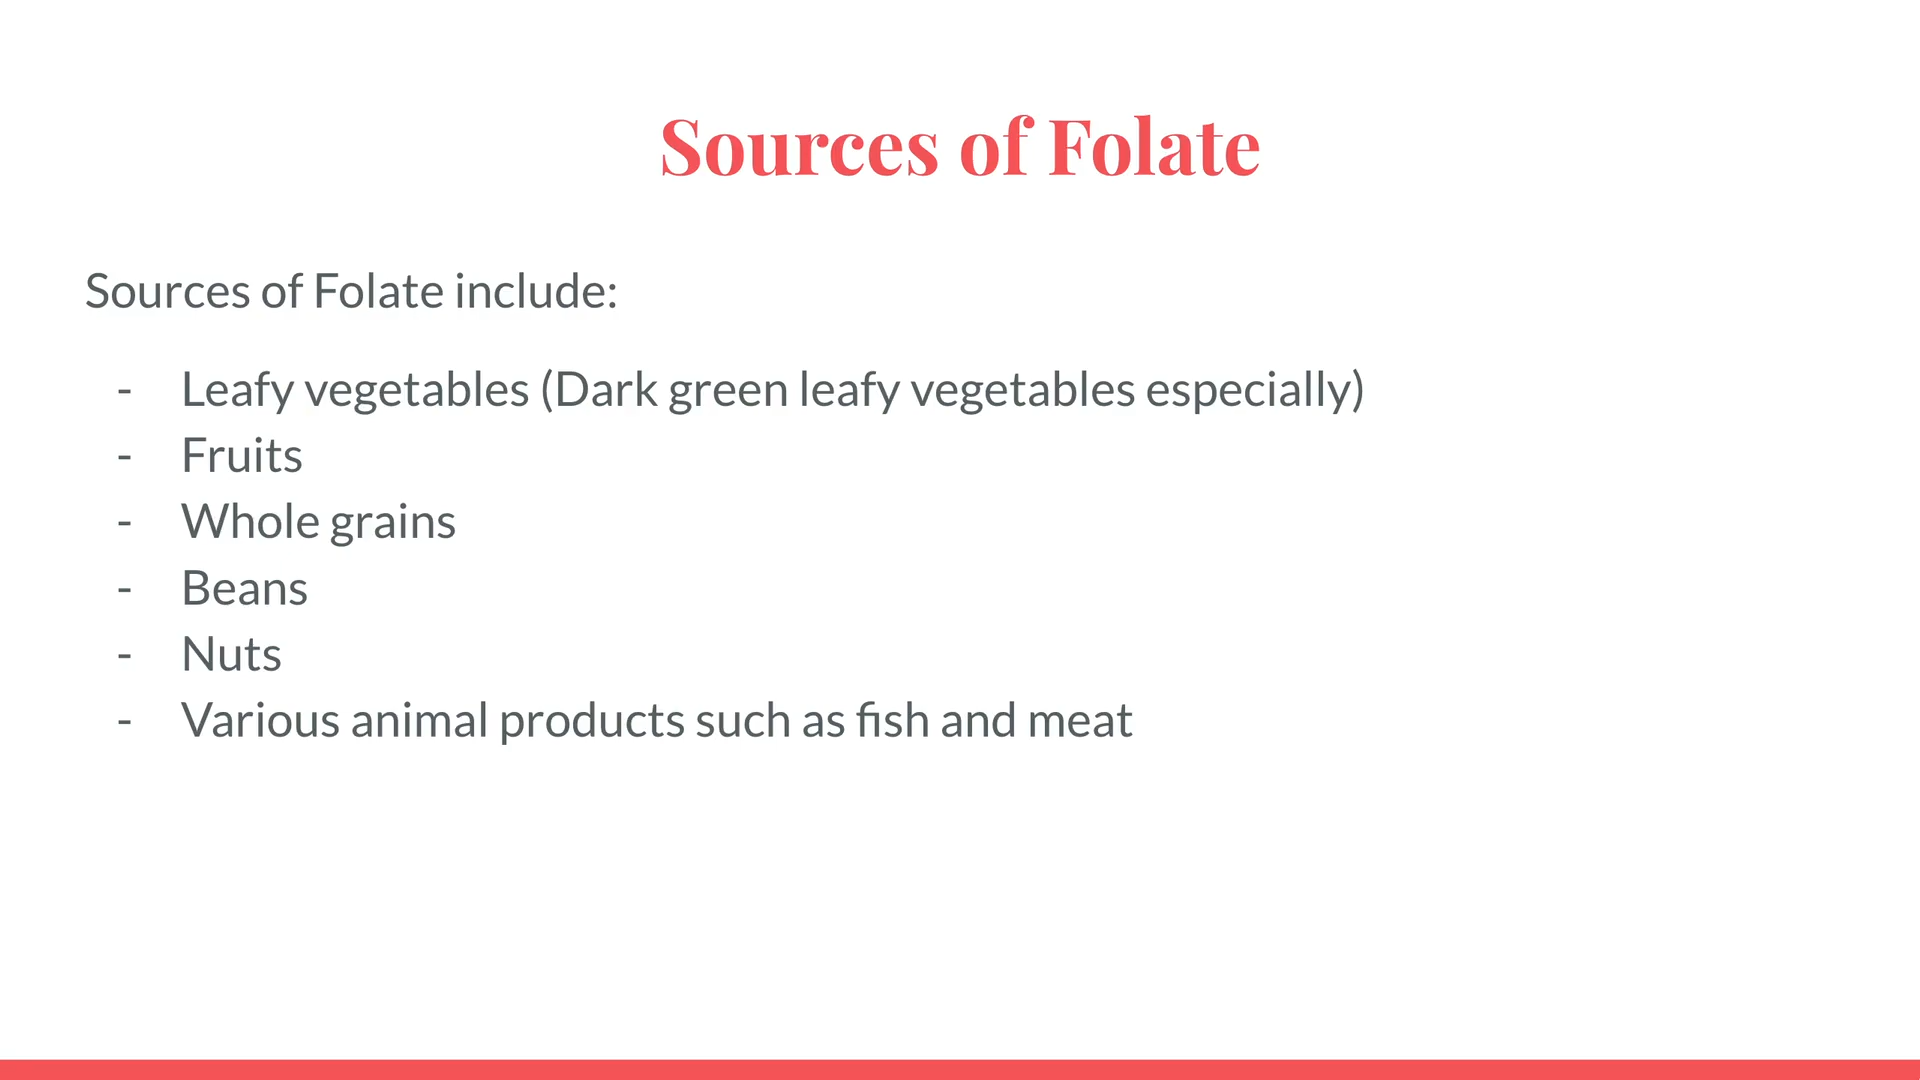 Sources of Folate
Sources of Folate include:
- Leafy vegetables (Dark green leafy vegetables especially)
- Fruits
- Whole grains
- Beans
- Nuts
- Various animal products such as fish and meat